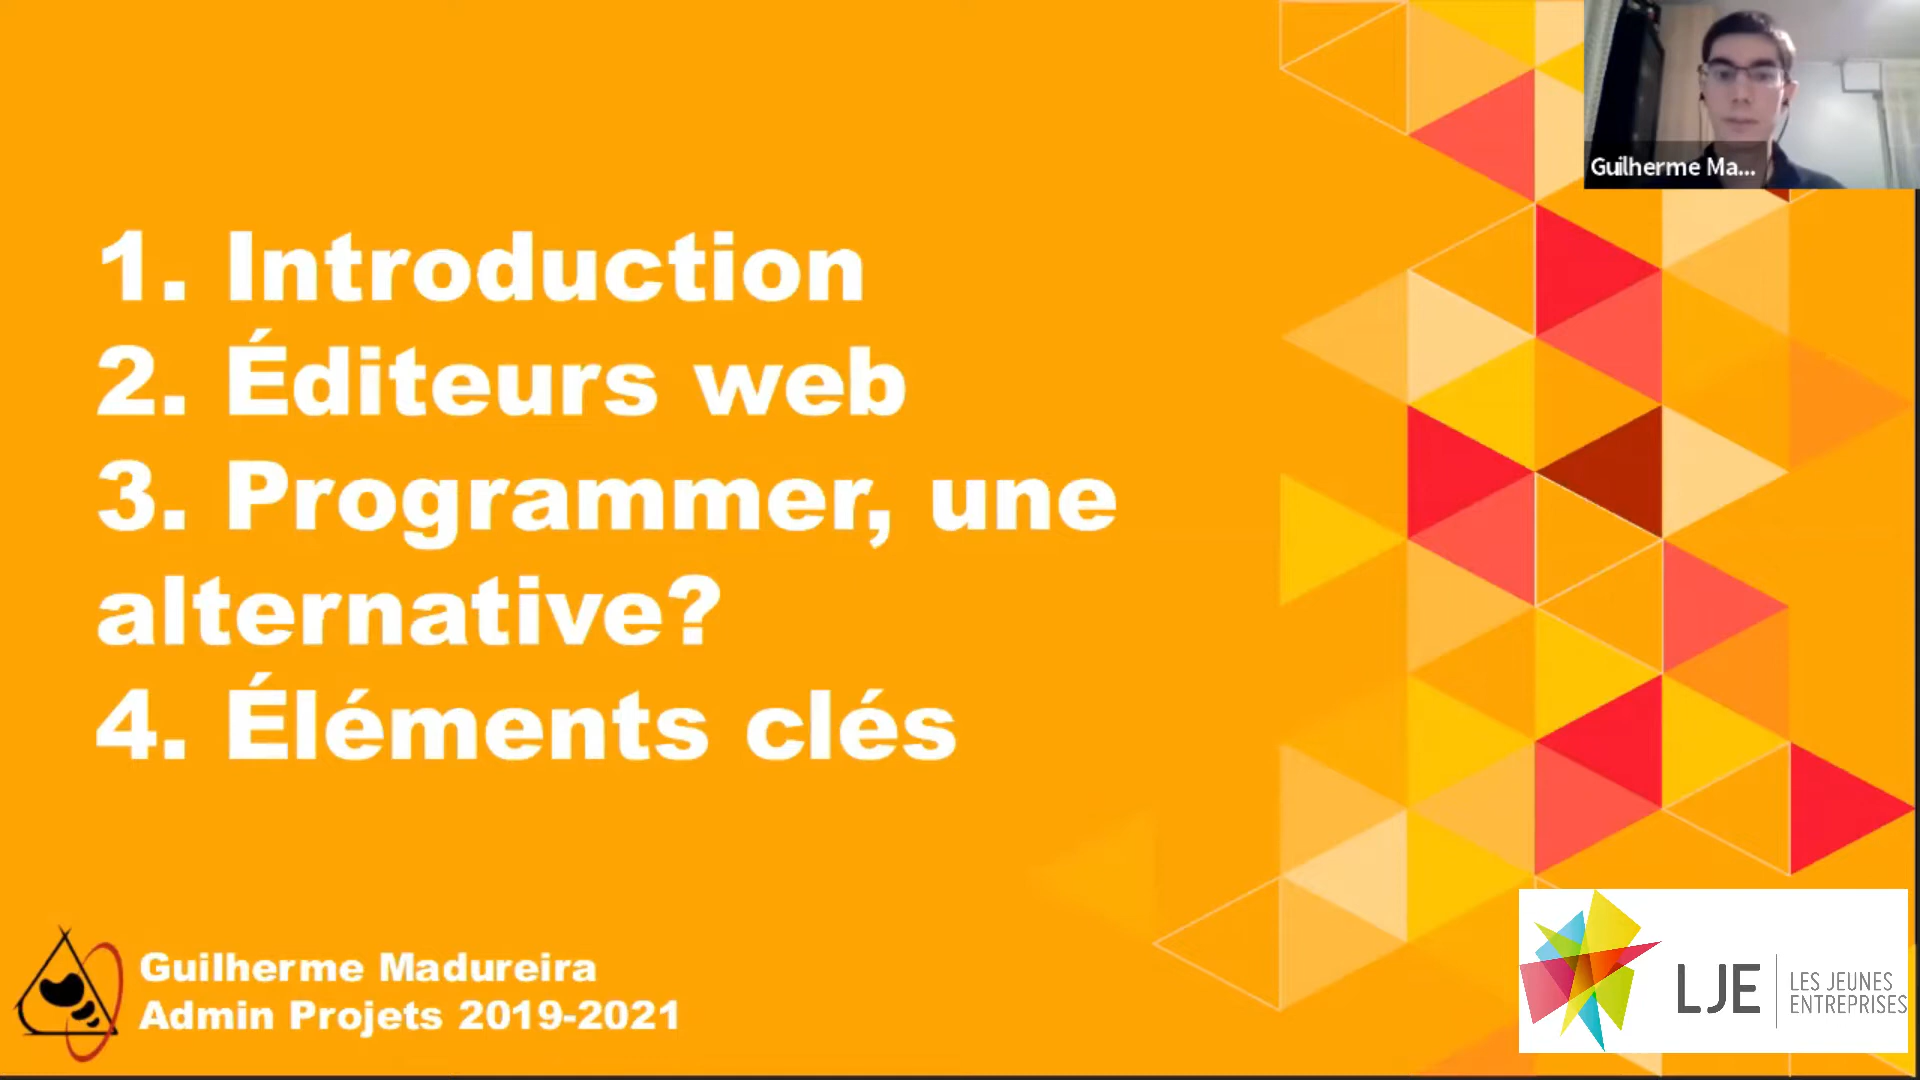 Guilherme Ma...
1. Introduction
2. Éditeurs web
3. Programmer, une
alternative?
4. Éléments clés
Guilherme Madureira
Admin Projets 2019-2021
LJE
LES JEUNES
ENTREPRISES